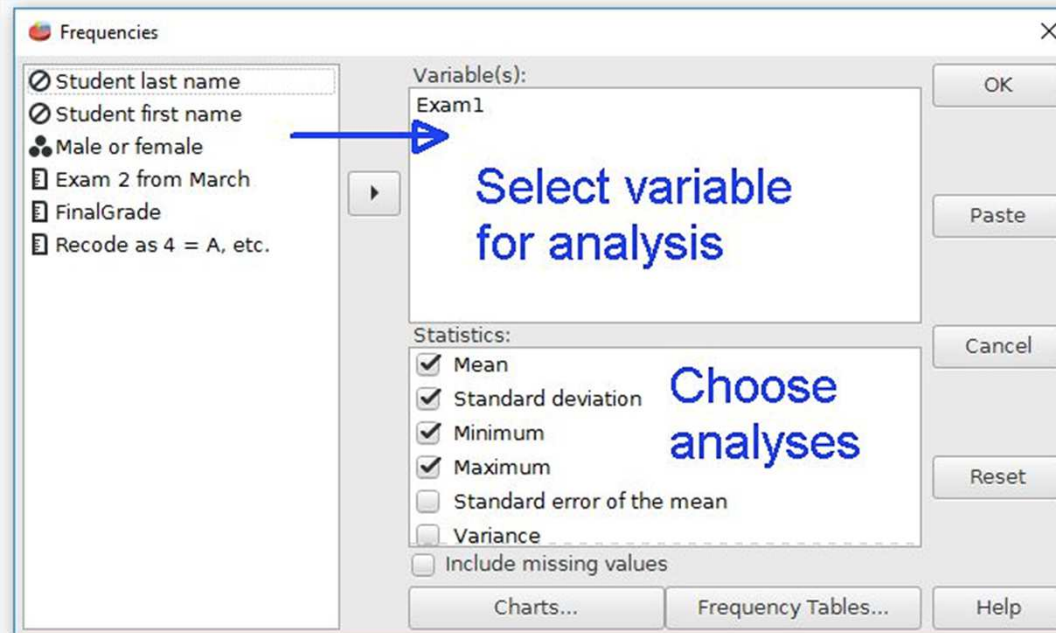 Frequencies
Student last name
Student first name
Male or female
Exam 2 from March
FinalGrade
Recode as 4 = A, etc.
Variable(s):
Exam1
Select variable
for analysis
Statistics:
Mean
Standard deviation
Minimum
Maximum
Standard error of the mean
Variance
Choose
analyses
Include missing values
Charts...
Frequency Tables...
OK
Paste
Cancel
Reset
Help